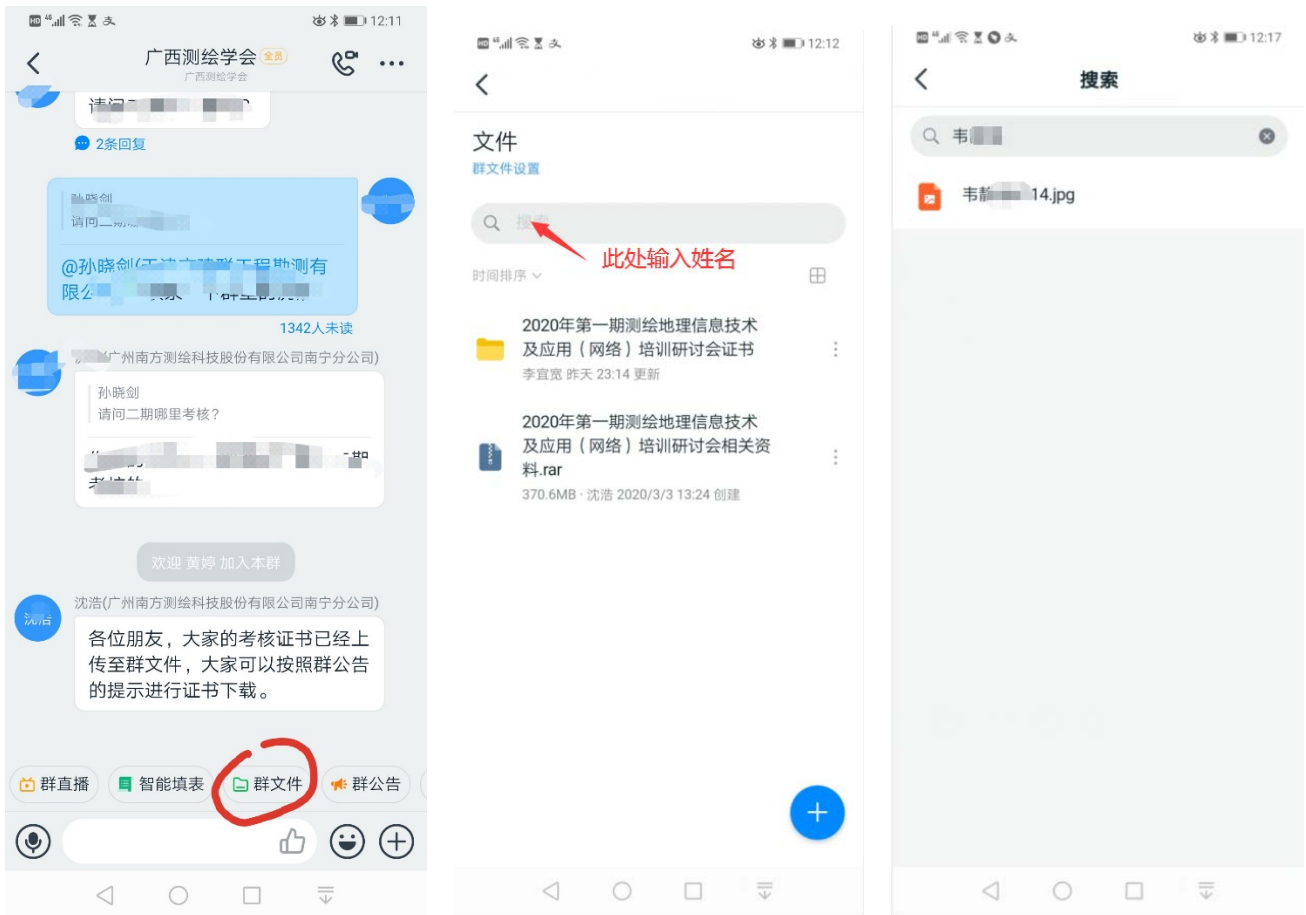 12:11
广西测绘学会 全员
广西测绘学会
2条回复
孙晓剑
@孙晓剑
限公
1342人未读
(广州南方测绘科技股份有限公司南宁分公司)
孙晓剑
请问二期哪里考核？
欢迎 黄婷 加入本群
沈浩(广州南方测绘科技股份有限公司南宁分公司)
沈浩
各位朋友，大家的考核证书已经上
传至群文件，大家可以按照群公告
的提示进行证书下载。
群直播
智能填表
群文件
群公告
12:12
文件
群文件设置
搜索
此处输入姓名
时间排序
2020年第一期测绘地理信息技术
及应用（网络）培训研讨会证书
李宜宽 昨天 23:14 更新
2020年第一期测绘地理信息技术
及应用（网络）培训研讨会相关资
料.rar
370.6MB · 沈浩 2020/3/3 13:24 创建
12:17
搜索
韦
韦静 14.jpg